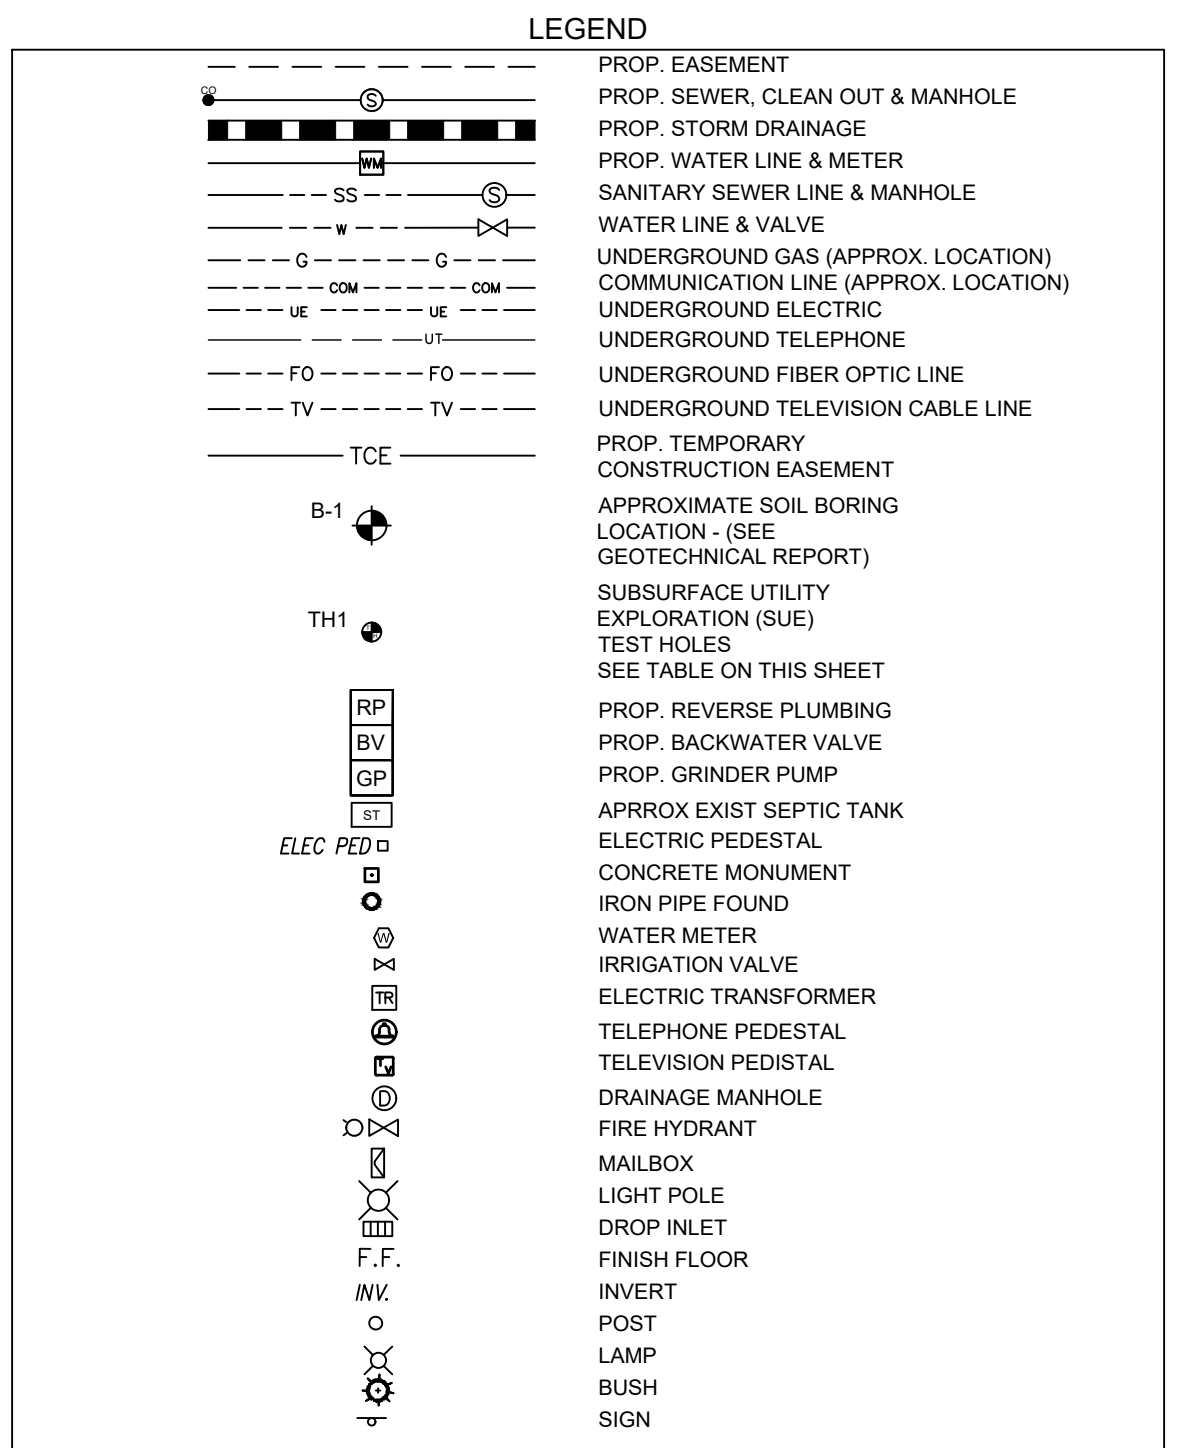 LEGEND
PROP. EASEMENT
CO S PROP. SEWER, CLEAN OUT & MANHOLE
PROP. STORM DRAINAGE
WM PROP. WATER LINE & METER
SS S SANITARY SEWER LINE & MANHOLE
W WATER LINE & VALVE
G G UNDERGROUND GAS (APPROX. LOCATION)
COM COM COMMUNICATION LINE (APPROX. LOCATION)
UE UE UNDERGROUND ELECTRIC
UT UNDERGROUND TELEPHONE
FO FO UNDERGROUND FIBER OPTIC LINE
TV TV UNDERGROUND TELEVISION CABLE LINE
TCE PROP. TEMPORARY
CONSTRUCTION EASEMENT
B-1 APPROXIMATE SOIL BORING
LOCATION - (SEE
GEOTECHNICAL REPORT)
SUBSURFACE UTILITY
TH1 EXPLORATION (SUE)
TEST HOLES
SEE TABLE ON THIS SHEET
RP PROP. REVERSE PLUMBING
BV PROP. BACKWATER VALVE
GP PROP. GRINDER PUMP
ST APRROX EXIST SEPTIC TANK
ELEC PED ELECTRIC PEDESTAL
CONCRETE MONUMENT
IRON PIPE FOUND
W WATER METER
IRRIGATION VALVE
TR ELECTRIC TRANSFORMER
TELEPHONE PEDESTAL
TV TELEVISION PEDISTAL
D DRAINAGE MANHOLE
FIRE HYDRANT
MAILBOX
LIGHT POLE
DROP INLET
F.F. FINISH FLOOR
INV. INVERT
POST
LAMP
BUSH
SIGN